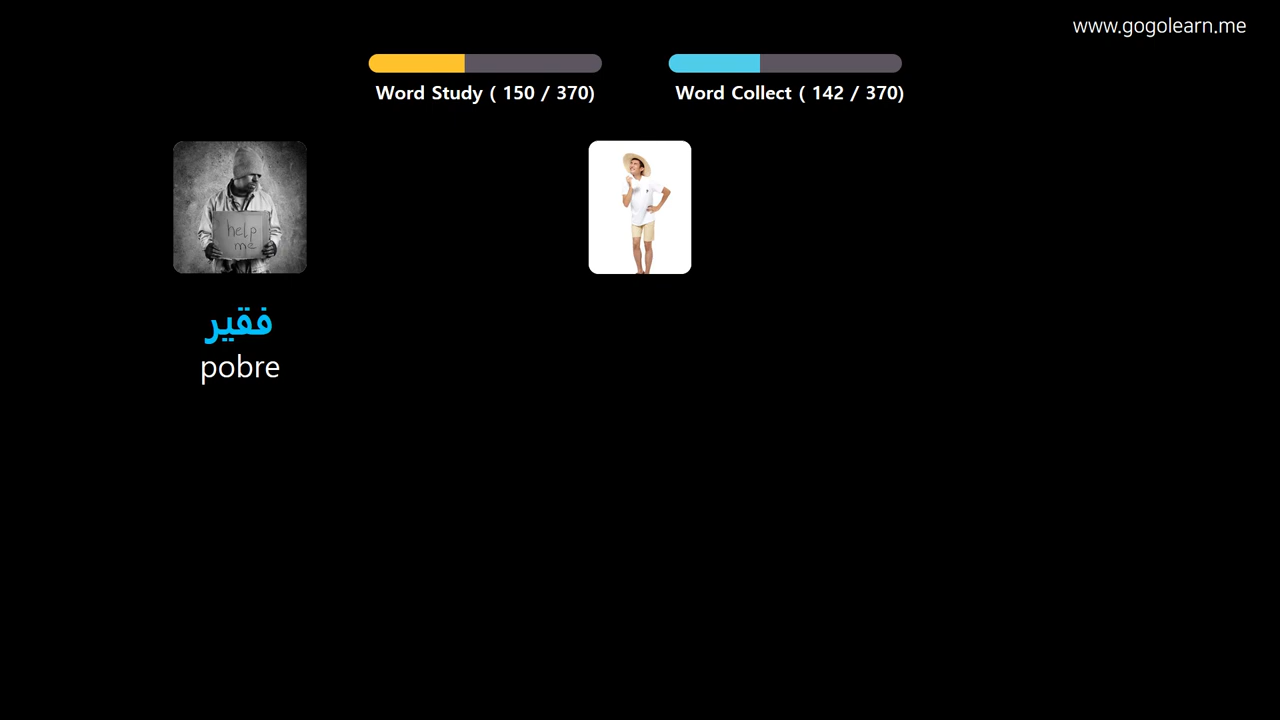 www.gogolearn.me
Word Study ( 150 / 370)
Word Collect ( 142 / 370)
help
me
فقير
pobre